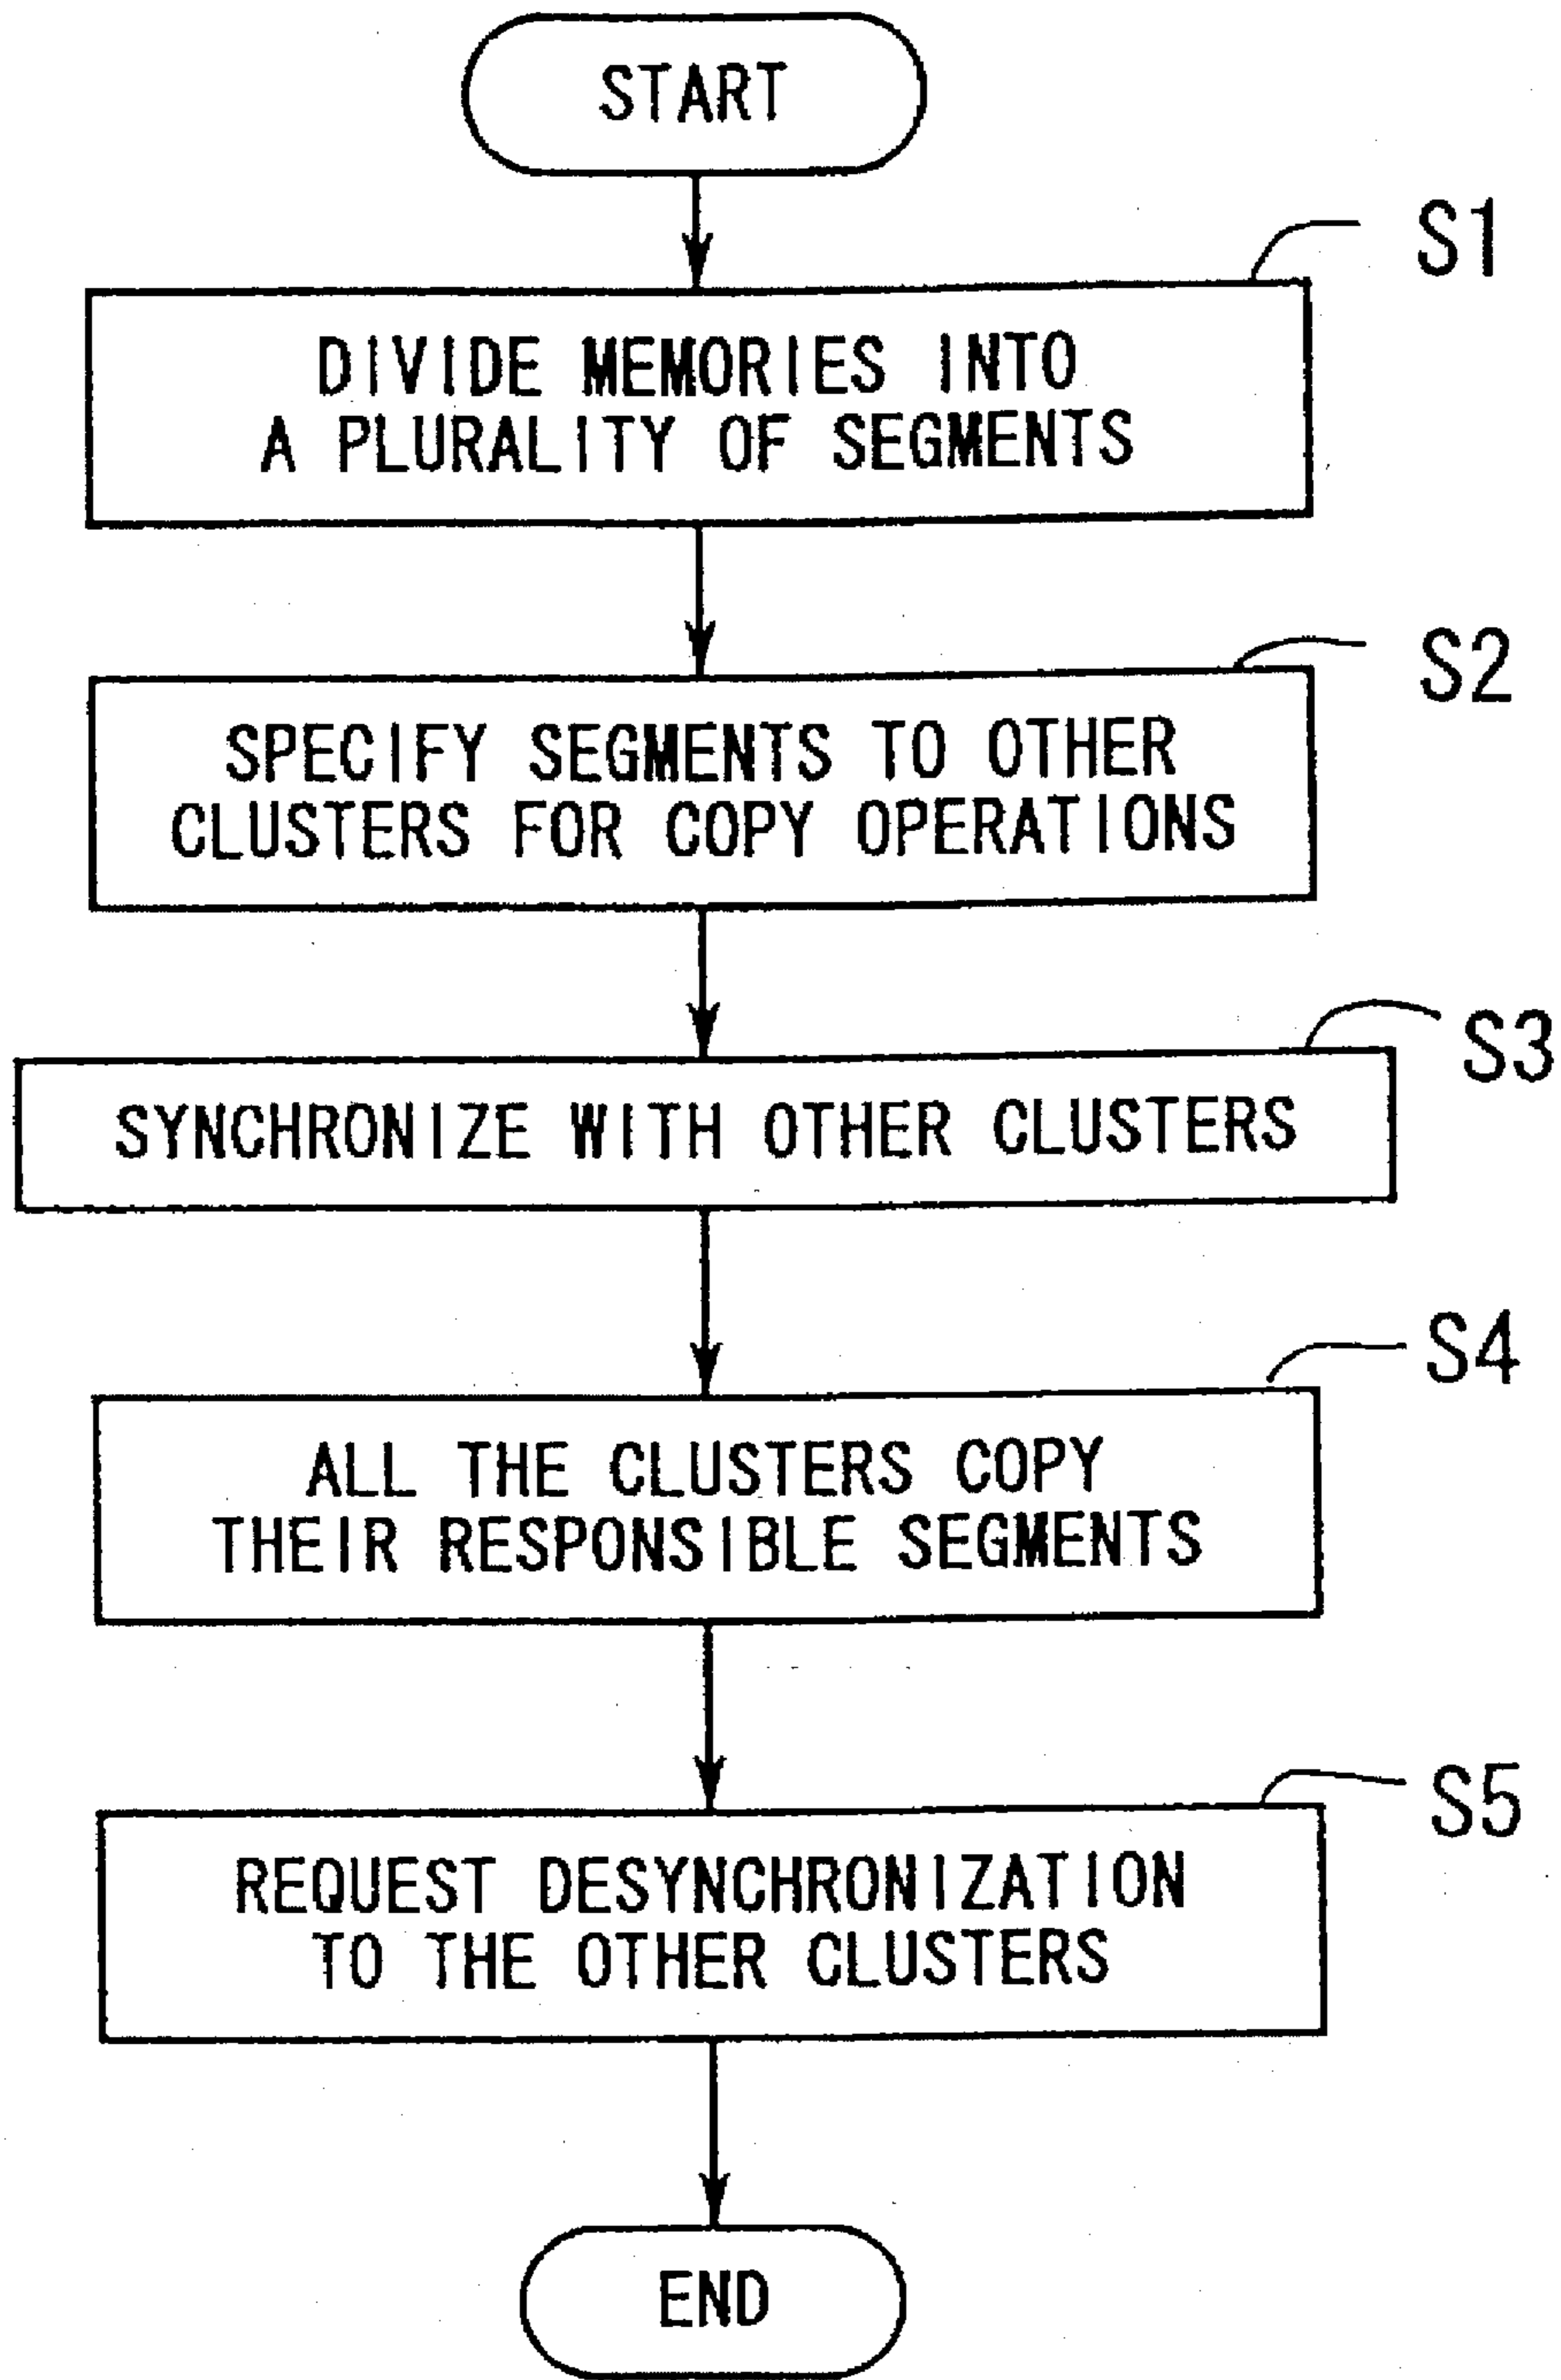 START
S1
DIVIDE MEMORIES INTO
A PLURALITY OF SEGMENTS
S2
SPECIFY SEGMENTS TO OTHER
CLUSTERS FOR COPY OPERATIONS
S3
SYNCHRONIZE WITH OTHER CLUSTERS
S4
ALL THE CLUSTERS COPY
THEIR RESPONSIBLE SEGMENTS
S5
REQUEST DESYNCHRONIZATION
TO THE OTHER CLUSTERS
END